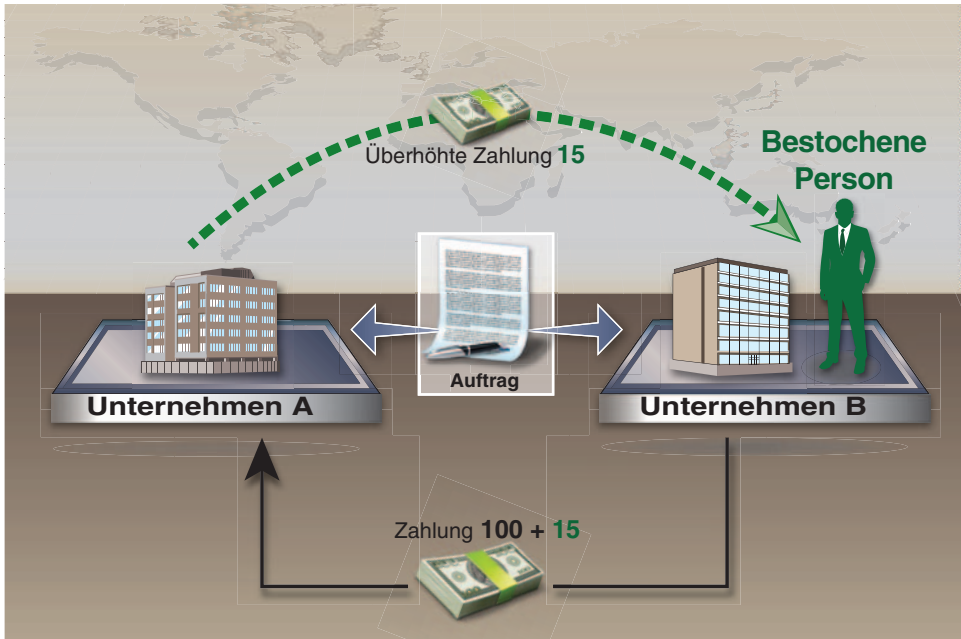 Überhöhte Zahlung 15
Bestochene
Person
Auftrag
Unternehmen A
Unternehmen B
Zahlung 100 + 15